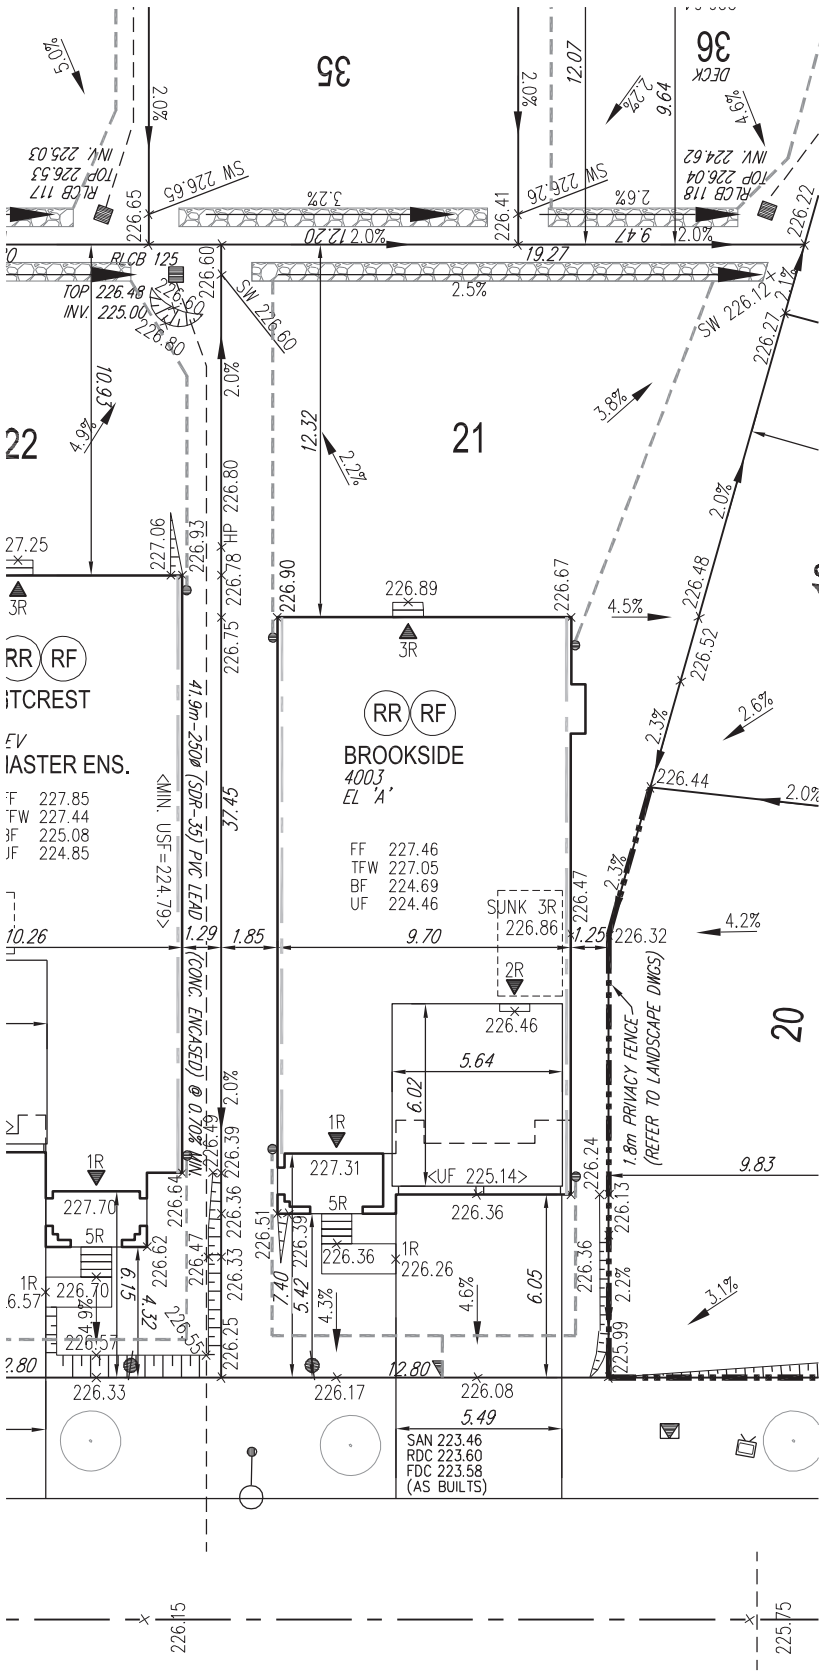 35
36
DECK
5.0%
2.0%
2.0%
12.07
9.64
2.2%
4.6%
RLCB 117
TOP 226.53
INV. 225.03
RLCB 118
TOP 226.04
INV. 224.62
SW 226.65
226.65
3.2%
226.41
SW 226.26
2.6%
226.22
12.20
2.0%
9.47
2.0%
19.27
RLCB 125
TOP 226.48
INV. 225.00
226.60
226.80
226.60
SW 226.60
2.5%
SW 226.12
2.1%
226.27
10.93
4.9%
2.0%
12.32
2.2%
3.8%
22
21
2.0%
227.06
226.93
226.80
HP
226.78
226.75
27.25
3R
226.90
226.89
3R
226.67
4.5%
226.48
226.52
RR
RF
RR
RF
BROOKSIDE
4003
EL 'A'
EV
MASTER ENS.
FF 227.85
TFW 227.44
BF 225.08
UF 224.85
FF 227.46
TFW 227.05
BF 224.69
UF 224.46
<MIN. USF=224.79>
41.9m-250ø (SDR-35) PVC LEAD (CONC. ENCASED) @ 0.70% MIN
37.45
2.3%
2.6%
226.44
2.0%
2.3%
SUNK 3R
226.86
226.47
10.26
1.29
1.85
9.70
1.25
226.32
4.2%
2R
226.46
1.8m PRIVACY FENCE
(REFER TO LANDSCAPE DWGS)
20
5.64
6.02
2.0%
226.49
226.39
1R
227.70
5R
1R
227.31
5R
<UF 225.14>
226.36
226.24
226.13
9.83
226.64
226.36
226.62
226.47
226.33
226.51
226.39
226.36
1R
226.26
226.36
1R
226.70
4.9%
226.57
6.15
4.32
226.55
226.25
7.40
5.42
4.3%
4.6%
6.05
2.2%
225.99
3.1%
2.80
226.33
226.17
12.80
226.08
5.49
SAN 223.46
RDC 223.60
FDC 223.58
(AS BUILTS)
226.15
225.75